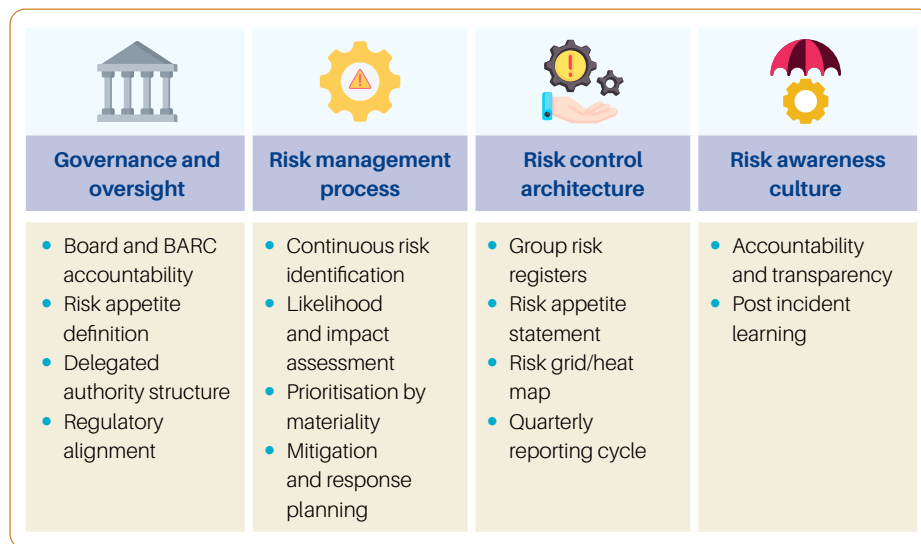 Governance and
oversight
Board and BARC
accountability
Risk appetite
definition
Delegated
authority structure
Regulatory
alignment
Risk management
process
Continuous risk
identification
Likelihood
and impact
assessment
Prioritisation by
materiality
Mitigation
and response
planning
Risk control
architecture
Group risk
registers
Risk appetite
statement
Risk grid/heat
map
Quarterly
reporting cycle
Risk awareness
culture
Accountability
and transparency
Post incident
learning